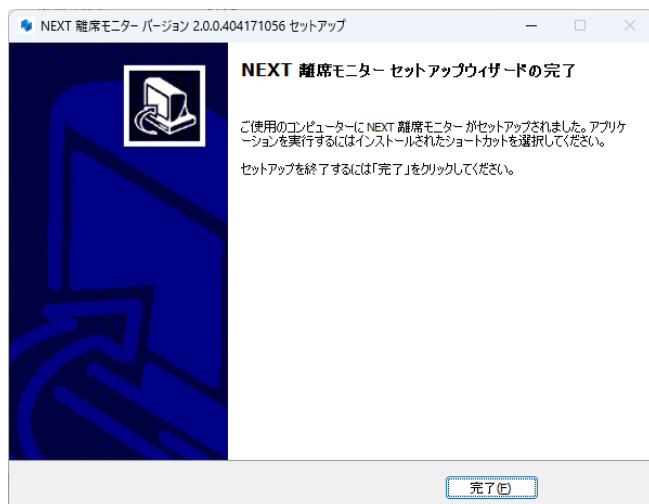 NEXT 離席モニター バージョン 2.0.0.404171056 セットアップ
NEXT 離席モニター セットアップウィザードの完了
ご使用のコンピューターに NEXT 離席モニター がセットアップされました。アプリケ
ーションを実行するにはインストールされたショートカットを選択してください。
セットアップを終了するには「完了」をクリックしてください。
完了(F)